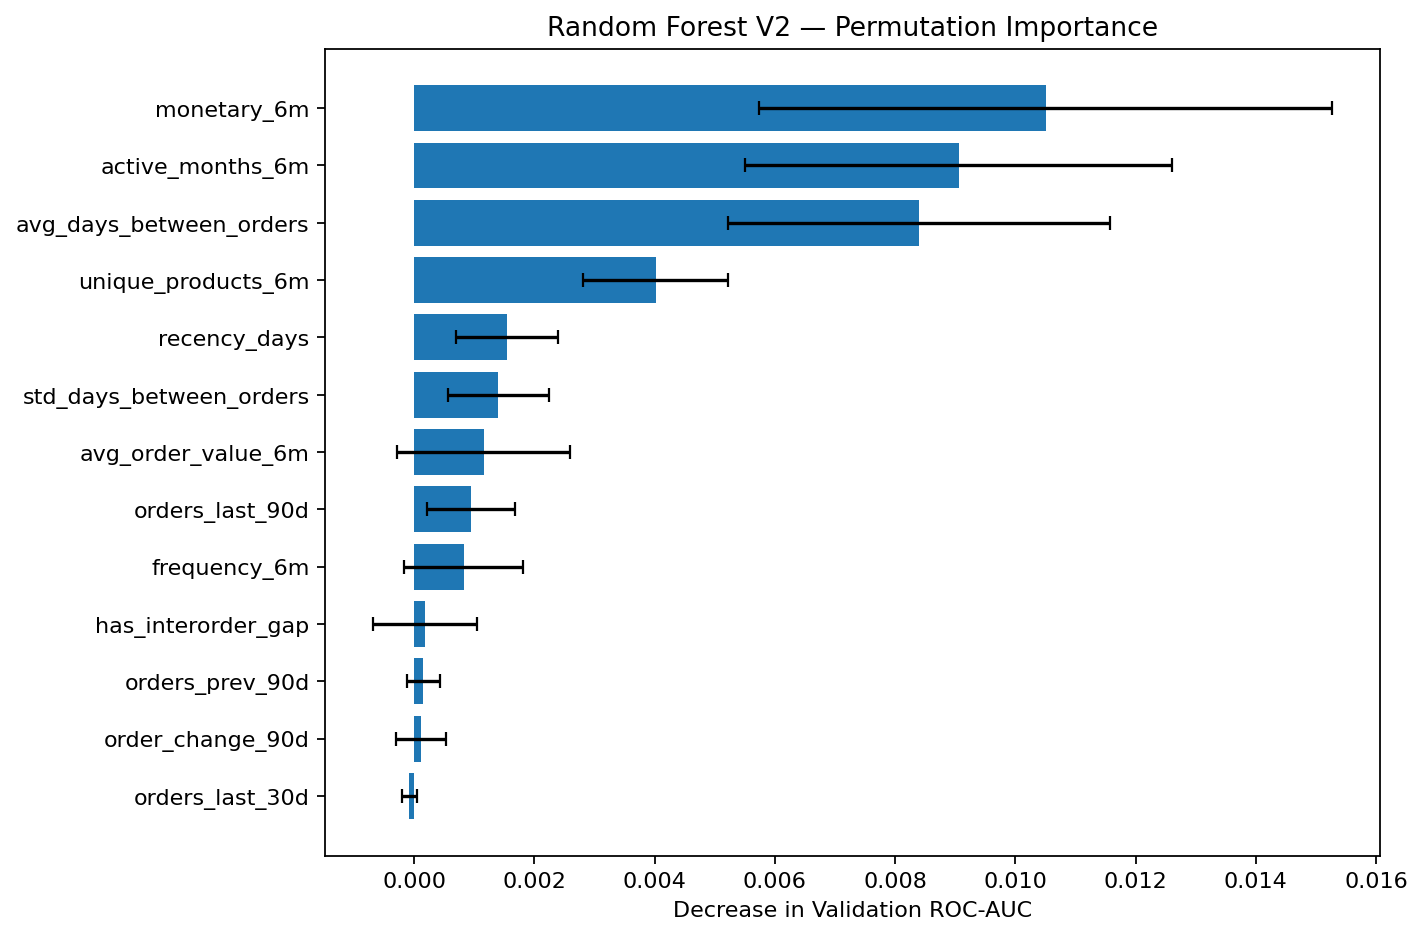 Random Forest V2 — Permutation Importance
monetary_6m
active_months_6m
avg_days_between_orders
unique_products_6m
recency_days
std_days_between_orders
avg_order_value_6m
orders_last_90d
frequency_6m
has_interorder_gap
orders_prev_90d
order_change_90d
orders_last_30d
0.000 0.002 0.004 0.006 0.008 0.010 0.012 0.014 0.016
Decrease in Validation ROC-AUC